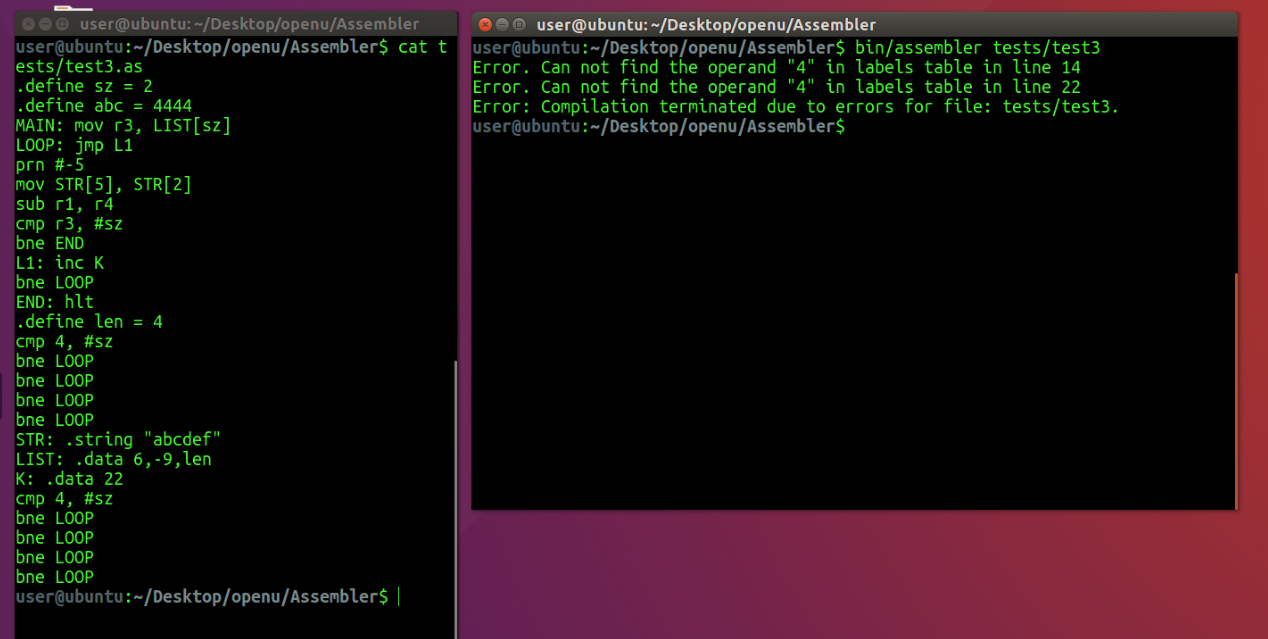 user@ubuntu: ~/Desktop/openu/Assembler
user@ubuntu:~/Desktop/openu/Assembler$ cat t
ests/test3.as
.define sz = 2
.define abc = 4444
MAIN: mov r3, LIST[sz]
LOOP: jmp L1
prn #-5
mov STR[5], STR[2]
sub r1, r4
cmp r3, #sz
bne END
L1: inc K
bne LOOP
END: hlt
.define len = 4
cmp 4, #sz
bne LOOP
bne LOOP
bne LOOP
bne LOOP
STR: .string "abcdef"
LIST: .data 6,-9,len
K: .data 22
cmp 4, #sz
bne LOOP
bne LOOP
bne LOOP
bne LOOP
user@ubuntu:~/Desktop/openu/Assembler$
user@ubuntu: ~/Desktop/openu/Assembler
user@ubuntu:~/Desktop/openu/Assembler$ bin/assembler tests/test3
Error. Can not find the operand "4" in labels table in line 14
Error. Can not find the operand "4" in labels table in line 22
Error: Compilation terminated due to errors for file: tests/test3.
user@ubuntu:~/Desktop/openu/Assembler$